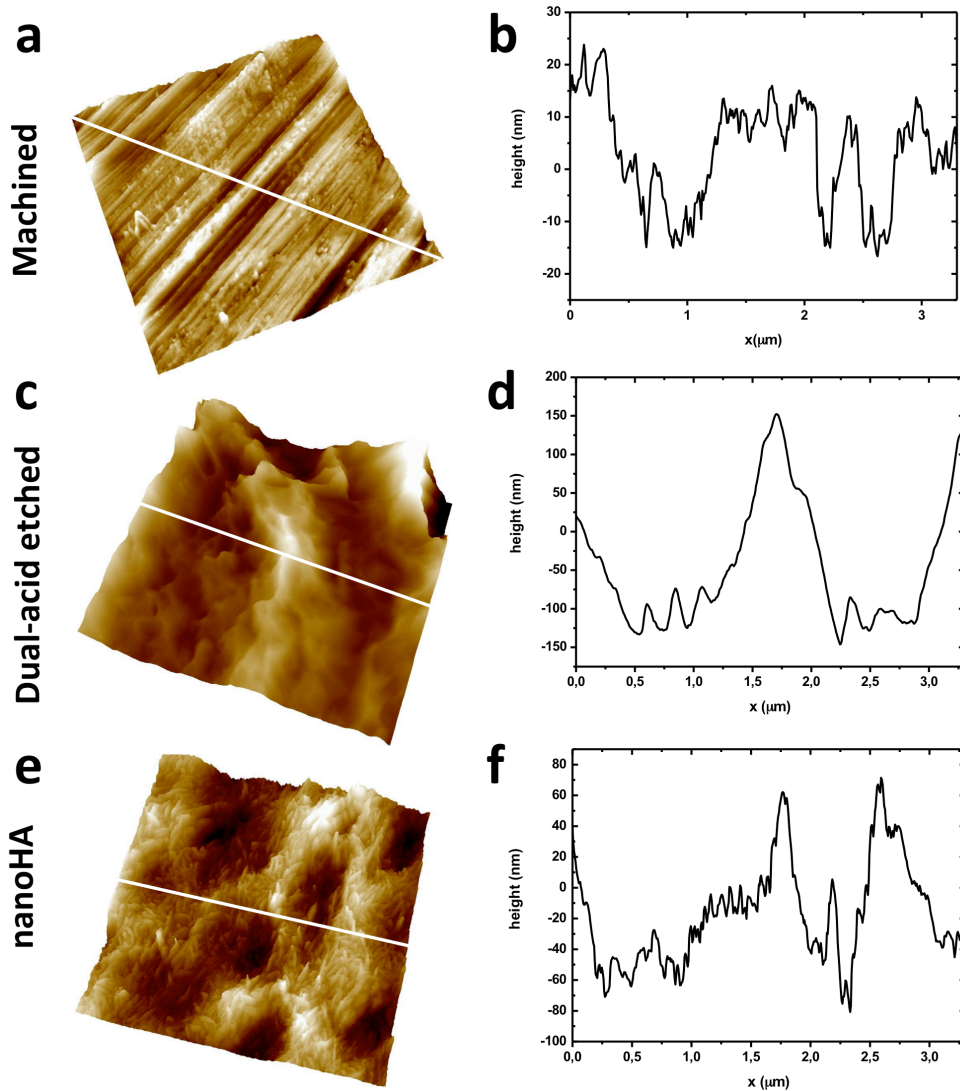 a
Machined
b
height (nm)
30
20
10
0
-10
-20
0
1
2
3
x(μm)
c
Dual-acid etched
d
height (nm)
200
150
100
50
0
-50
-100
-150
0,0
0,5
1,0
1,5
2,0
2,5
3,0
x (μm)
e
nanoHA
f
height (nm)
80
60
40
20
0
-20
-40
-60
-80
-100
0,0
0,5
1,0
1,5
2,0
2,5
3,0
x (μm)